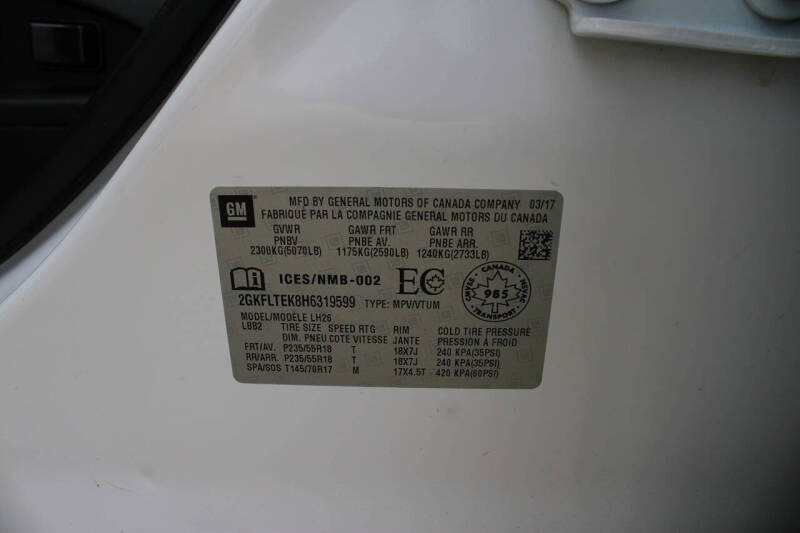 GM
MFD BY GENERAL MOTORS OF CANADA COMPANY 03/17
FABRIQUÉ PAR LA COMPAGNIE GENERAL MOTORS DU CANADA
GVWR GAWR FRT GAWR RR
PNBV PNBE AV. PNBE ARR.
2300KG(5070LB) 1175KG(2590LB) 1240KG(2733LB)
ICES/NMB-002 EC
2GKFLTEK8H6319599 TYPE: MPV/VTUM
CANADA
CMVSS 985 NSVAC
TRANSPORT
MODEL/MODÈLE LH26
LBB2 TIRE SIZE SPEED RTG RIM COLD TIRE PRESSURE
DIM. PNEU COTE VITESSE JANTE PRESSION À FROID
FRT/AV. P235/55R18 T 18X7J 240 KPA(35PSI)
RR/ARR. P235/55R18 T 18X7J 240 KPA(35PSI)
SPA/SOS T145/70R17 M 17X4.5T 420 KPA(60PSI)